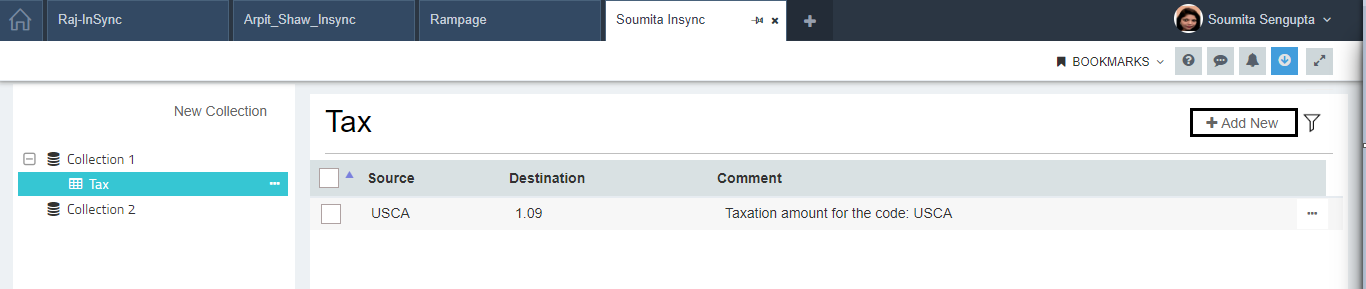 Raj-InSync Arpit_Shaw_Insync Rampage Soumita Insync Soumita Sengupta
BOOKMARKS
New Collection
Collection 1
Tax
Collection 2
Tax
Add New
Source Destination Comment
USCA 1.09 Taxation amount for the code: USCA